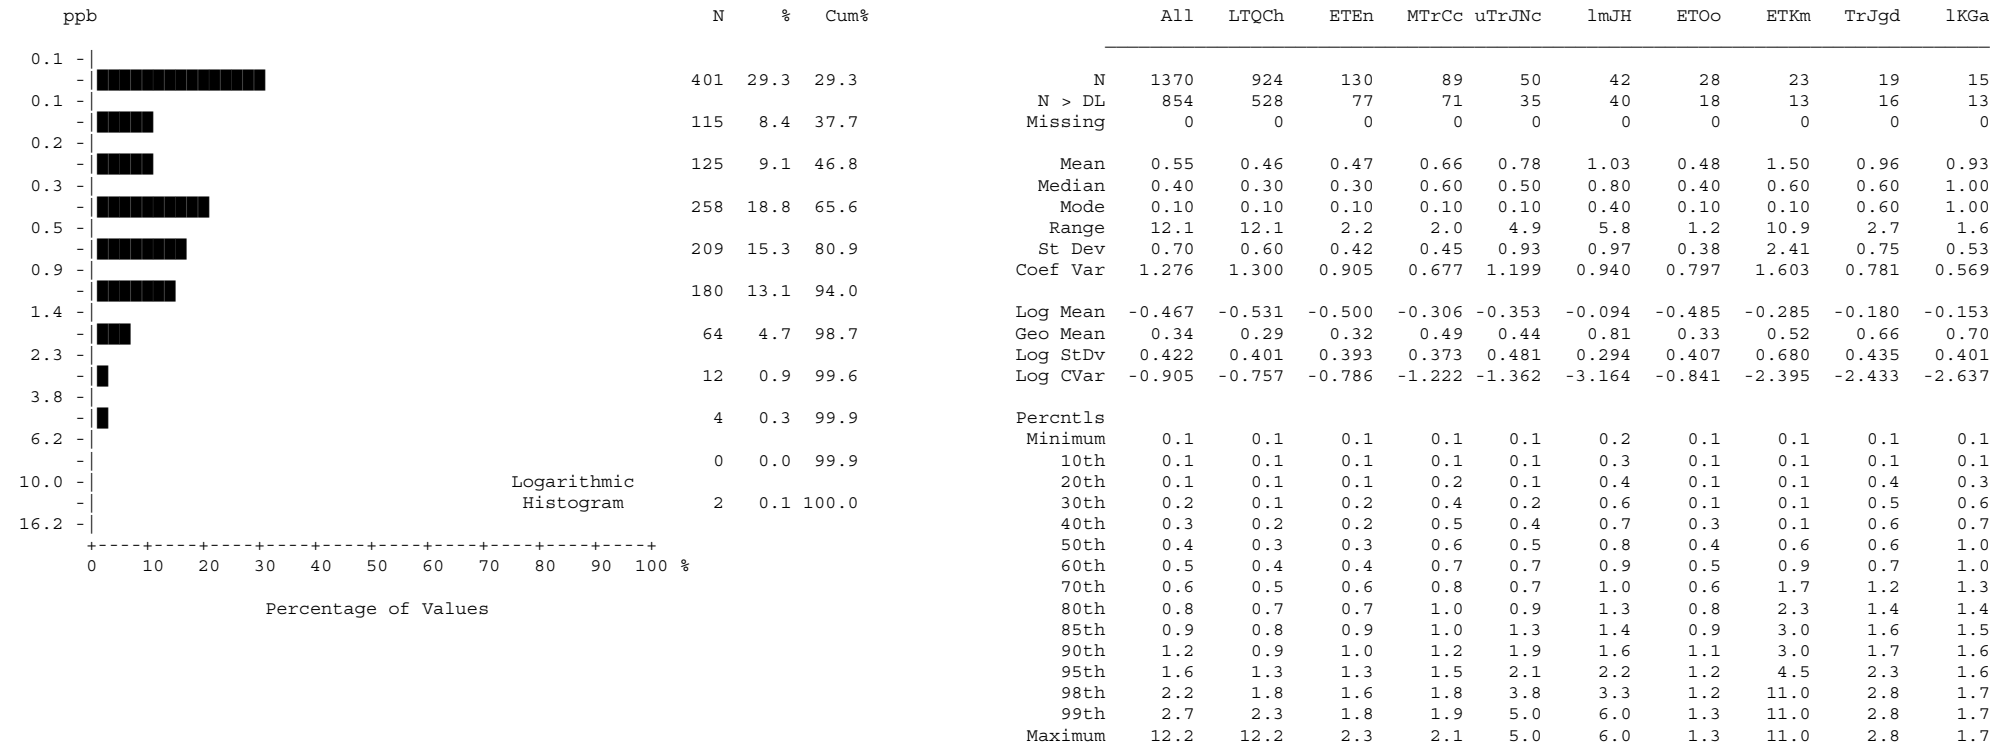 ppb N % Cum% All LTQCh ETEn MTrCc uTrJNc lmJH ETOo ETKm TrJgd lKGa
0.1
401 29.3 29.3 N 1370 924 130 89 50 42 28 23 19 15
0.1 N > DL 854 528 77 71 35 40 18 13 16 13
115 8.4 37.7 Missing 0 0 0 0 0 0 0 0 0 0
0.2
125 9.1 46.8 Mean 0.55 0.46 0.47 0.66 0.78 1.03 0.48 1.50 0.96 0.93
0.3 Median 0.40 0.30 0.30 0.60 0.50 0.80 0.40 0.60 0.60 1.00
258 18.8 65.6 Mode 0.10 0.10 0.10 0.10 0.10 0.40 0.10 0.10 0.60 1.00
0.5 Range 12.1 12.1 2.2 2.0 4.9 5.8 1.2 10.9 2.7 1.6
209 15.3 80.9 St Dev 0.70 0.60 0.42 0.45 0.93 0.97 0.38 2.41 0.75 0.53
0.9 Coef Var 1.276 1.300 0.905 0.677 1.199 0.940 0.797 1.603 0.781 0.569
180 13.1 94.0
1.4 Log Mean -0.467 -0.531 -0.500 -0.306 -0.353 -0.094 -0.485 -0.285 -0.180 -0.153
64 4.7 98.7 Geo Mean 0.34 0.29 0.32 0.49 0.44 0.81 0.33 0.52 0.66 0.70
2.3 Log StDv 0.422 0.401 0.393 0.373 0.481 0.294 0.407 0.680 0.435 0.401
12 0.9 99.6 Log CVar -0.905 -0.757 -0.786 -1.222 -1.362 -3.164 -0.841 -2.395 -2.433 -2.637
3.8
4 0.3 99.9 Percntls
6.2 Minimum 0.1 0.1 0.1 0.1 0.1 0.2 0.1 0.1 0.1 0.1
0 0.0 99.9 10th 0.1 0.1 0.1 0.1 0.1 0.3 0.1 0.1 0.1 0.1
10.0 Logarithmic 20th 0.1 0.1 0.1 0.2 0.1 0.4 0.1 0.1 0.4 0.3
Histogram 2 0.1 100.0 30th 0.2 0.1 0.2 0.4 0.2 0.6 0.1 0.1 0.5 0.6
16.2 40th 0.3 0.2 0.2 0.5 0.4 0.7 0.3 0.1 0.6 0.7
50th 0.4 0.3 0.3 0.6 0.5 0.8 0.4 0.6 0.6 1.0
0 10 20 30 40 50 60 70 80 90 100 % 60th 0.5 0.4 0.4 0.7 0.7 0.9 0.5 0.9 0.7 1.0
70th 0.6 0.5 0.6 0.8 0.7 1.0 0.6 1.7 1.2 1.3
Percentage of Values 80th 0.8 0.7 0.7 1.0 0.9 1.3 0.8 2.3 1.4 1.4
85th 0.9 0.8 0.9 1.0 1.3 1.4 0.9 3.0 1.6 1.5
90th 1.2 0.9 1.0 1.2 1.9 1.6 1.1 3.0 1.7 1.6
95th 1.6 1.3 1.3 1.5 2.1 2.2 1.2 4.5 2.3 1.6
98th 2.2 1.8 1.6 1.8 3.8 3.3 1.2 11.0 2.8 1.7
99th 2.7 2.3 1.8 1.9 5.0 6.0 1.3 11.0 2.8 1.7
Maximum 12.2 12.2 2.3 2.1 5.0 6.0 1.3 11.0 2.8 1.7